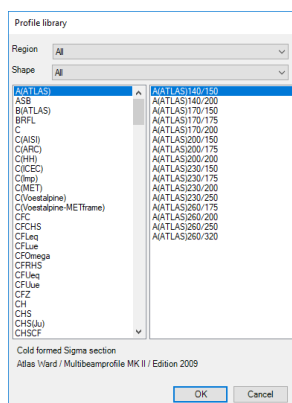 Profile library
Region
All
Shape
All
A(ATLAS)
ASB
B(ATLAS)
BRFL
C
C(AISI)
C(ARC)
C(HH)
C(ICEC)
C(Imp)
C(MET)
C(Voestalpine)
C(Voestalpine-METframe)
CFC
CFCHS
CFLeq
CFLue
CFOmega
CFRHS
CFUeq
CFUue
CFZ
CH
CHS
CHS(Ju)
CHSCF
A(ATLAS)140/150
A(ATLAS)140/200
A(ATLAS)170/150
A(ATLAS)170/175
A(ATLAS)170/200
A(ATLAS)200/150
A(ATLAS)200/175
A(ATLAS)200/200
A(ATLAS)230/150
A(ATLAS)230/175
A(ATLAS)230/200
A(ATLAS)230/250
A(ATLAS)260/175
A(ATLAS)260/200
A(ATLAS)260/250
A(ATLAS)260/320
Cold formed Sigma section
Atlas Ward / Multibeamprofile MK II / Edition 2009
OK
Cancel